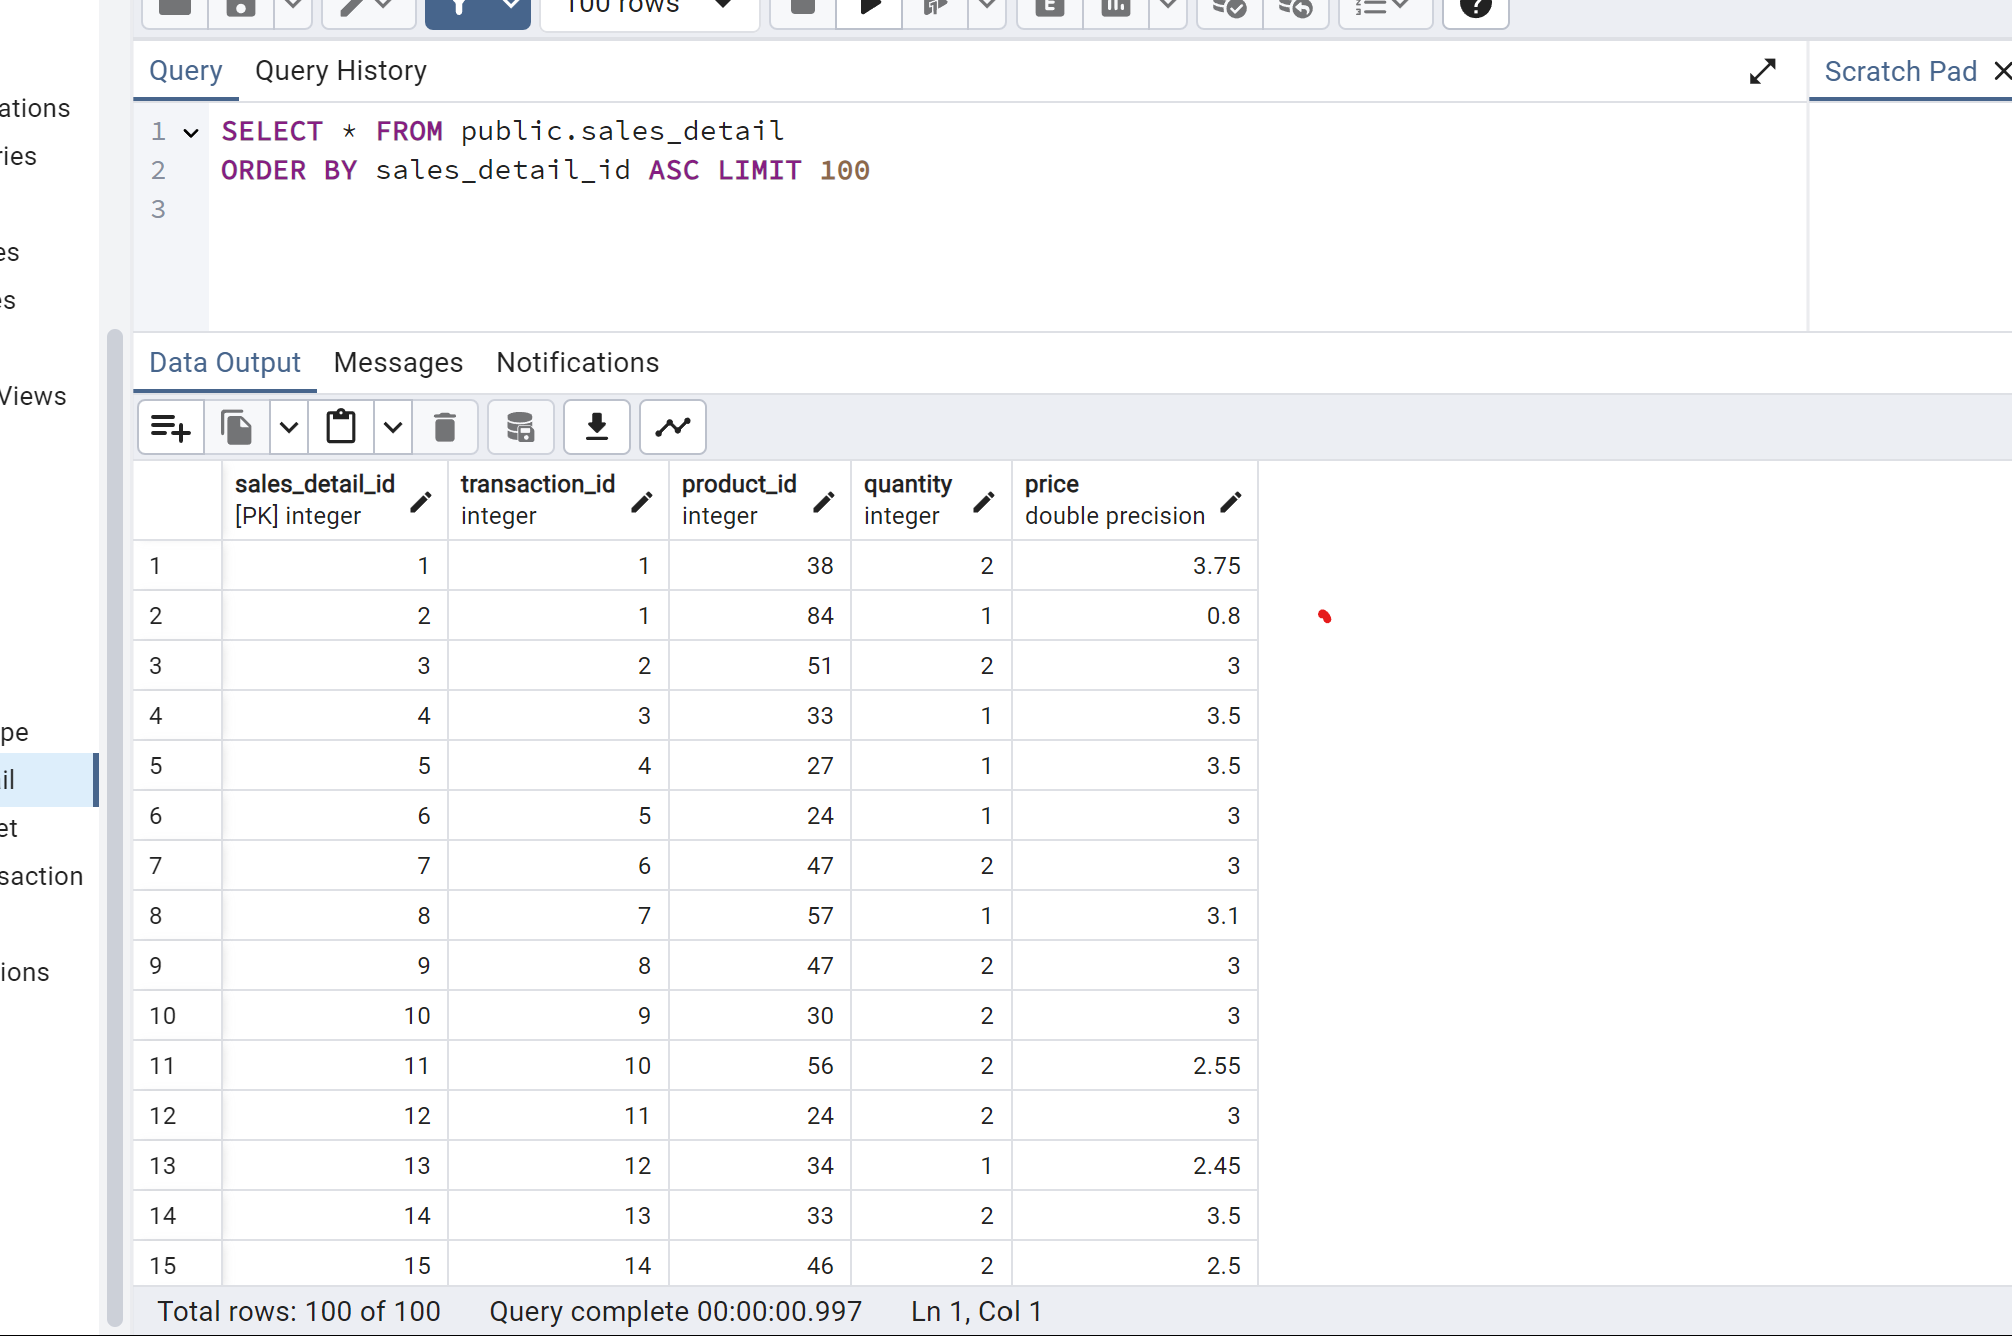 100 rows
Query Query History Scratch Pad
1 SELECT * FROM public.sales_detail
2 ORDER BY sales_detail_id ASC LIMIT 100
3
ations
ries
es
es
Views
pe
il
et
saction
ions
Data Output Messages Notifications
sales_detail_id transaction_id product_id quantity price
[PK] integer integer integer integer double precision
1 1 1 38 2 3.75
2 2 1 84 1 0.8
3 3 2 51 2 3
4 4 3 33 1 3.5
5 5 4 27 1 3.5
6 6 5 24 1 3
7 7 6 47 2 3
8 8 7 57 1 3.1
9 9 8 47 2 3
10 10 9 30 2 3
11 11 10 56 2 2.55
12 12 11 24 2 3
13 13 12 34 1 2.45
14 14 13 33 2 3.5
15 15 14 46 2 2.5
Total rows: 100 of 100 Query complete 00:00:00.997 Ln 1, Col 1